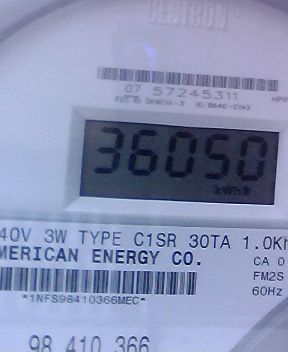 CENTRON
07 57245311
36050
kWh
40V 3W TYPE C1SR 30TA 1.0Kh
MERICAN ENERGY CO.
CA 0
FM2S
60Hz
*1NFS98410366MEC*
98 410 366